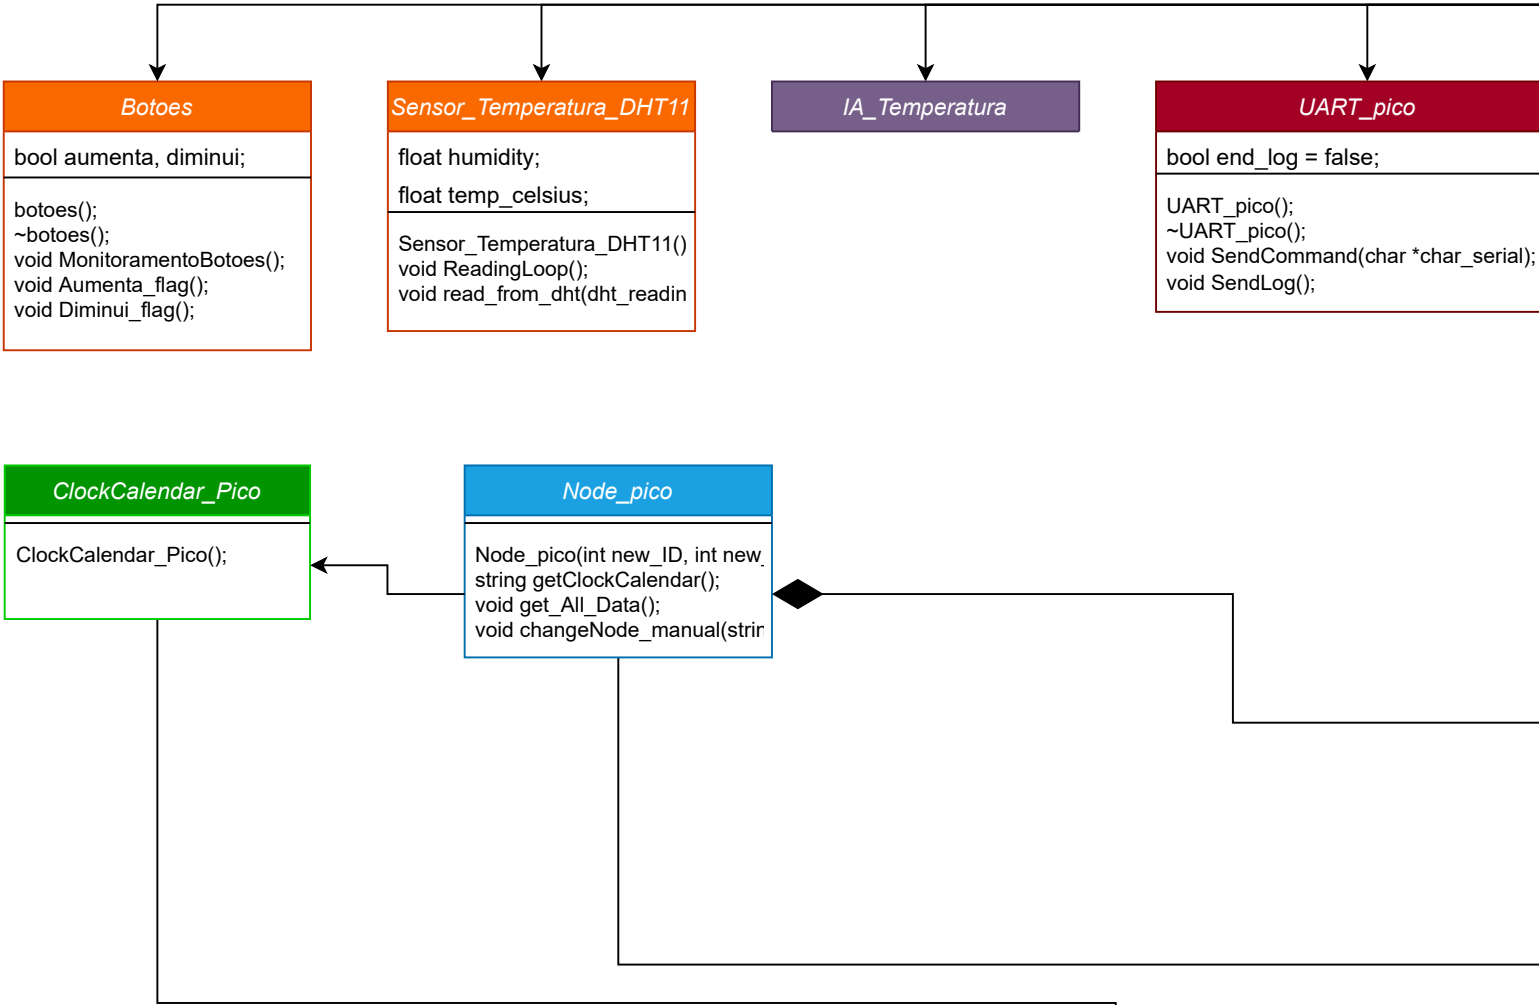 Botoes
bool aumenta, diminui;
botoes();
~botoes();
void MonitoramentoBotoes();
void Aumenta_flag();
void Diminui_flag();
Sensor_Temperatura_DHT11
float humidity;
float temp_celsius;
Sensor_Temperatura_DHT11()
void ReadingLoop();
void read_from_dht(dht_readin
IA_Temperatura
UART_pico
bool end_log = false;
UART_pico();
~UART_pico();
void SendCommand(char *char_serial);
void SendLog();
ClockCalendar_Pico
ClockCalendar_Pico();
Node_pico
Node_pico(int new_ID, int new_
string getClockCalendar();
void get_All_Data();
void changeNode_manual(strin